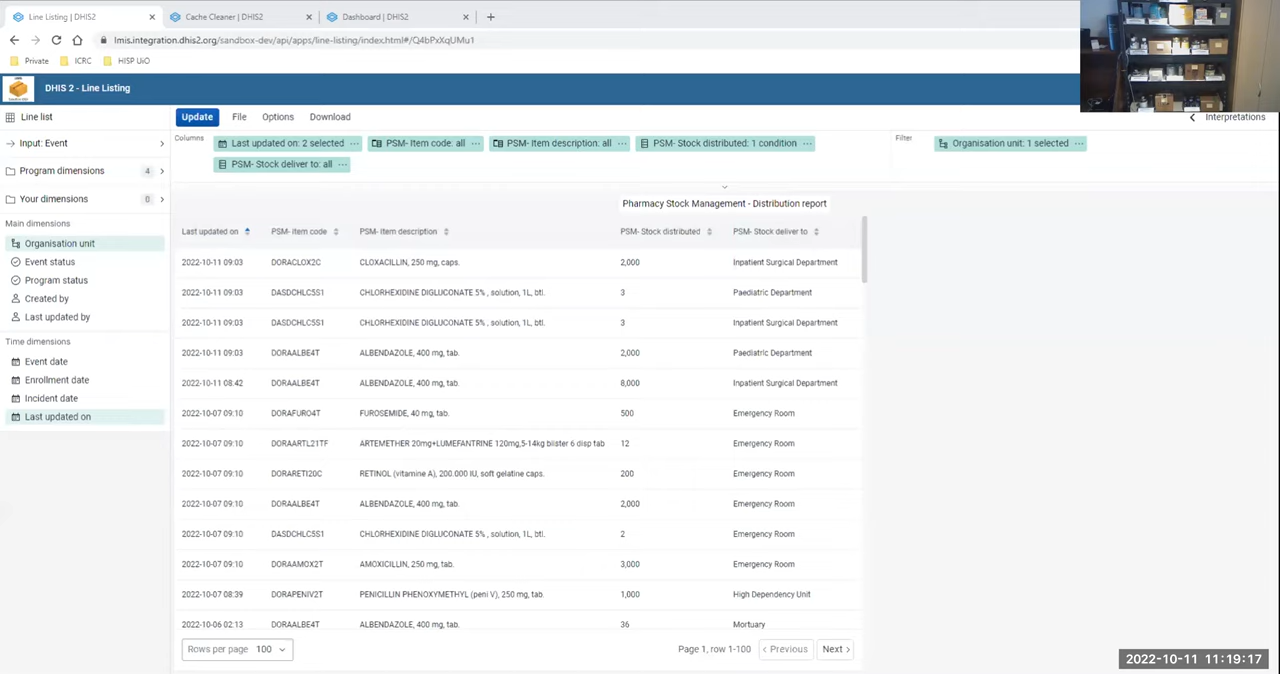 Line Listing | DHIS2
Cache Cleaner | DHIS2
Dashboard | DHIS2
lmis.integration.dhis2.org/sandbox-dev/api/apps/line-listing/index.html#/Q4bPxXqUMu1
Private
ICRC
HISP UiO
DHIS 2 - Line Listing
Line list
Update
File
Options
Download
Interpretations
Columns
Last updated on: 2 selected
PSM- Item code: all
PSM- Item description: all
PSM- Stock distributed: 1 condition
Filter
Organisation unit: 1 selected
PSM- Stock deliver to: all
Input: Event
Program dimensions 4
Your dimensions 0
Main dimensions
Organisation unit
Event status
Program status
Created by
Last updated by
Time dimensions
Event date
Enrollment date
Incident date
Last updated on
Pharmacy Stock Management - Distribution report
Last updated on PSM- Item code PSM- Item description PSM- Stock distributed PSM- Stock deliver to
2022-10-11 09:03 DORACLOX2C CLOXACILLIN, 250 mg, caps. 2,000 Inpatient Surgical Department
2022-10-11 09:03 DASDCHLC5S1 CHLORHEXIDINE DIGLUCONATE 5% , solution, 1L, btl. 3 Paediatric Department
2022-10-11 09:03 DASDCHLC5S1 CHLORHEXIDINE DIGLUCONATE 5% , solution, 1L, btl. 3 Inpatient Surgical Department
2022-10-11 09:03 DORAALBE4T ALBENDAZOLE, 400 mg, tab. 2,000 Paediatric Department
2022-10-11 08:42 DORAALBE4T ALBENDAZOLE, 400 mg, tab. 8,000 Inpatient Surgical Department
2022-10-07 09:10 DORAFURO4T FUROSEMIDE, 40 mg, tab. 500 Emergency Room
2022-10-07 09:10 DORAARTL21TF ARTEMETHER 20mg+LUMEFANTRINE 120mg,5-14kg blister 6 disp tab 12 Emergency Room
2022-10-07 09:10 DORARETI20C RETINOL (vitamine A), 200.000 IU, soft gelatine caps. 200 Emergency Room
2022-10-07 09:10 DORAALBE4T ALBENDAZOLE, 400 mg, tab. 2,000 Emergency Room
2022-10-07 09:10 DASDCHLC5S1 CHLORHEXIDINE DIGLUCONATE 5% , solution, 1L, btl. 2 Emergency Room
2022-10-07 09:10 DORAAMOX2T AMOXICILLIN, 250 mg, tab. 3,000 Emergency Room
2022-10-07 08:39 DORAPENIV2T PENICILLIN PHENOXYMETHYL (peni V), 250 mg, tab. 1,000 High Dependency Unit
2022-10-06 02:13 DORAALBE4T ALBENDAZOLE, 400 mg, tab. 36 Mortuary
Rows per page 100
Page 1, row 1-100
Previous
Next
2022-10-11 11:19:17